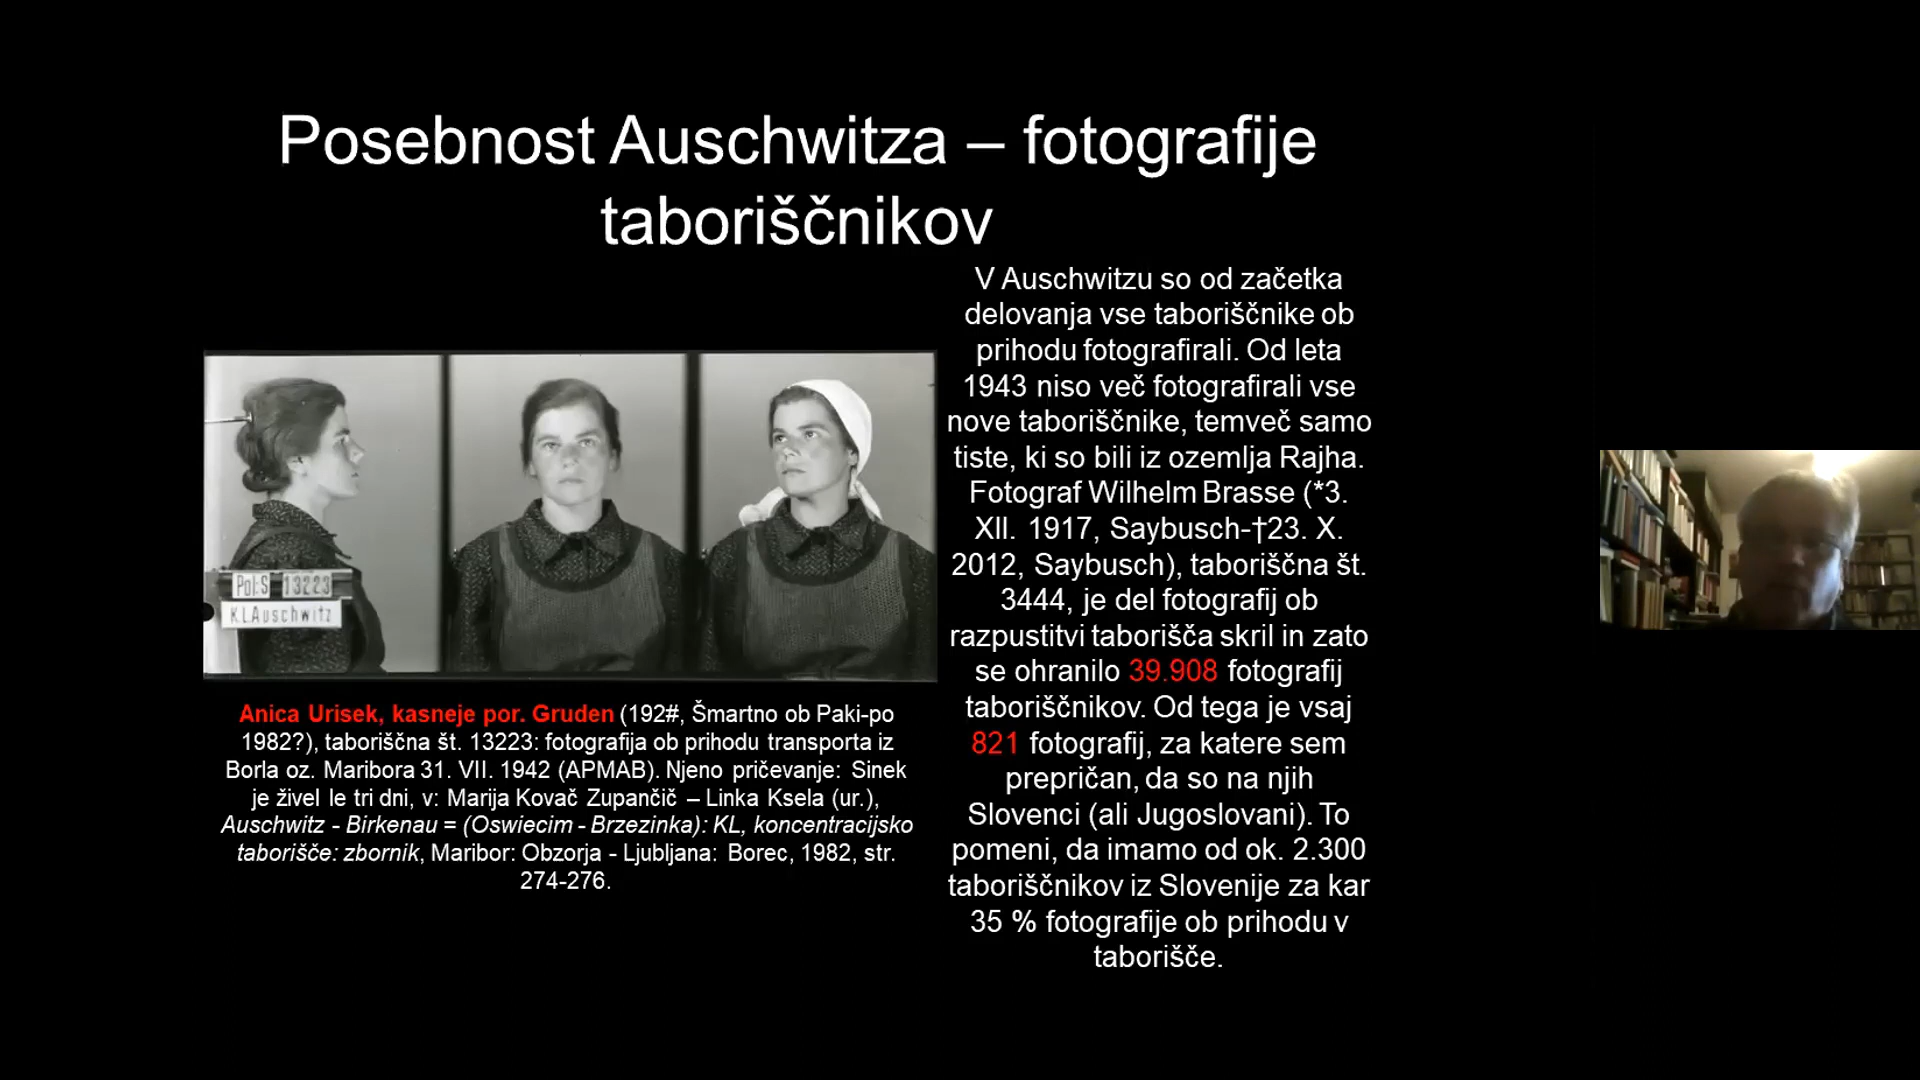 Posebnost Auschwitza – fotografije
taboriščnikov
Pol:S 13223
KLAuschwitz
Anica Urisek, kasneje por. Gruden (192#, Šmartno ob Paki-po
1982?), taboriščna št. 13223: fotografija ob prihodu transporta iz
Borla oz. Maribora 31. VII. 1942 (APMAB). Njeno pričevanje: Sinek
je živel le tri dni, v: Marija Kovač Zupančič – Linka Ksela (ur.),
Auschwitz - Birkenau = (Oswiecim - Brzezinka): KL, koncentracijsko
taborišče: zbornik, Maribor: Obzorja - Ljubljana: Borec, 1982, str.
274-276.
V Auschwitzu so od začetka
delovanja vse taboriščnike ob
prihodu fotografirali. Od leta
1943 niso več fotografirali vse
nove taboriščnike, temveč samo
tiste, ki so bili iz ozemlja Rajha.
Fotograf Wilhelm Brasse (*3.
XII. 1917, Saybusch-†23. X.
2012, Saybusch), taboriščna št.
3444, je del fotografij ob
razpustitvi taborišča skril in zato
se ohranilo 39.908 fotografij
taboriščnikov. Od tega je vsaj
821 fotografij, za katere sem
prepričan, da so na njih
Slovenci (ali Jugoslovani). To
pomeni, da imamo od ok. 2.300
taboriščnikov iz Slovenije za kar
35 % fotografije ob prihodu v
taborišče.